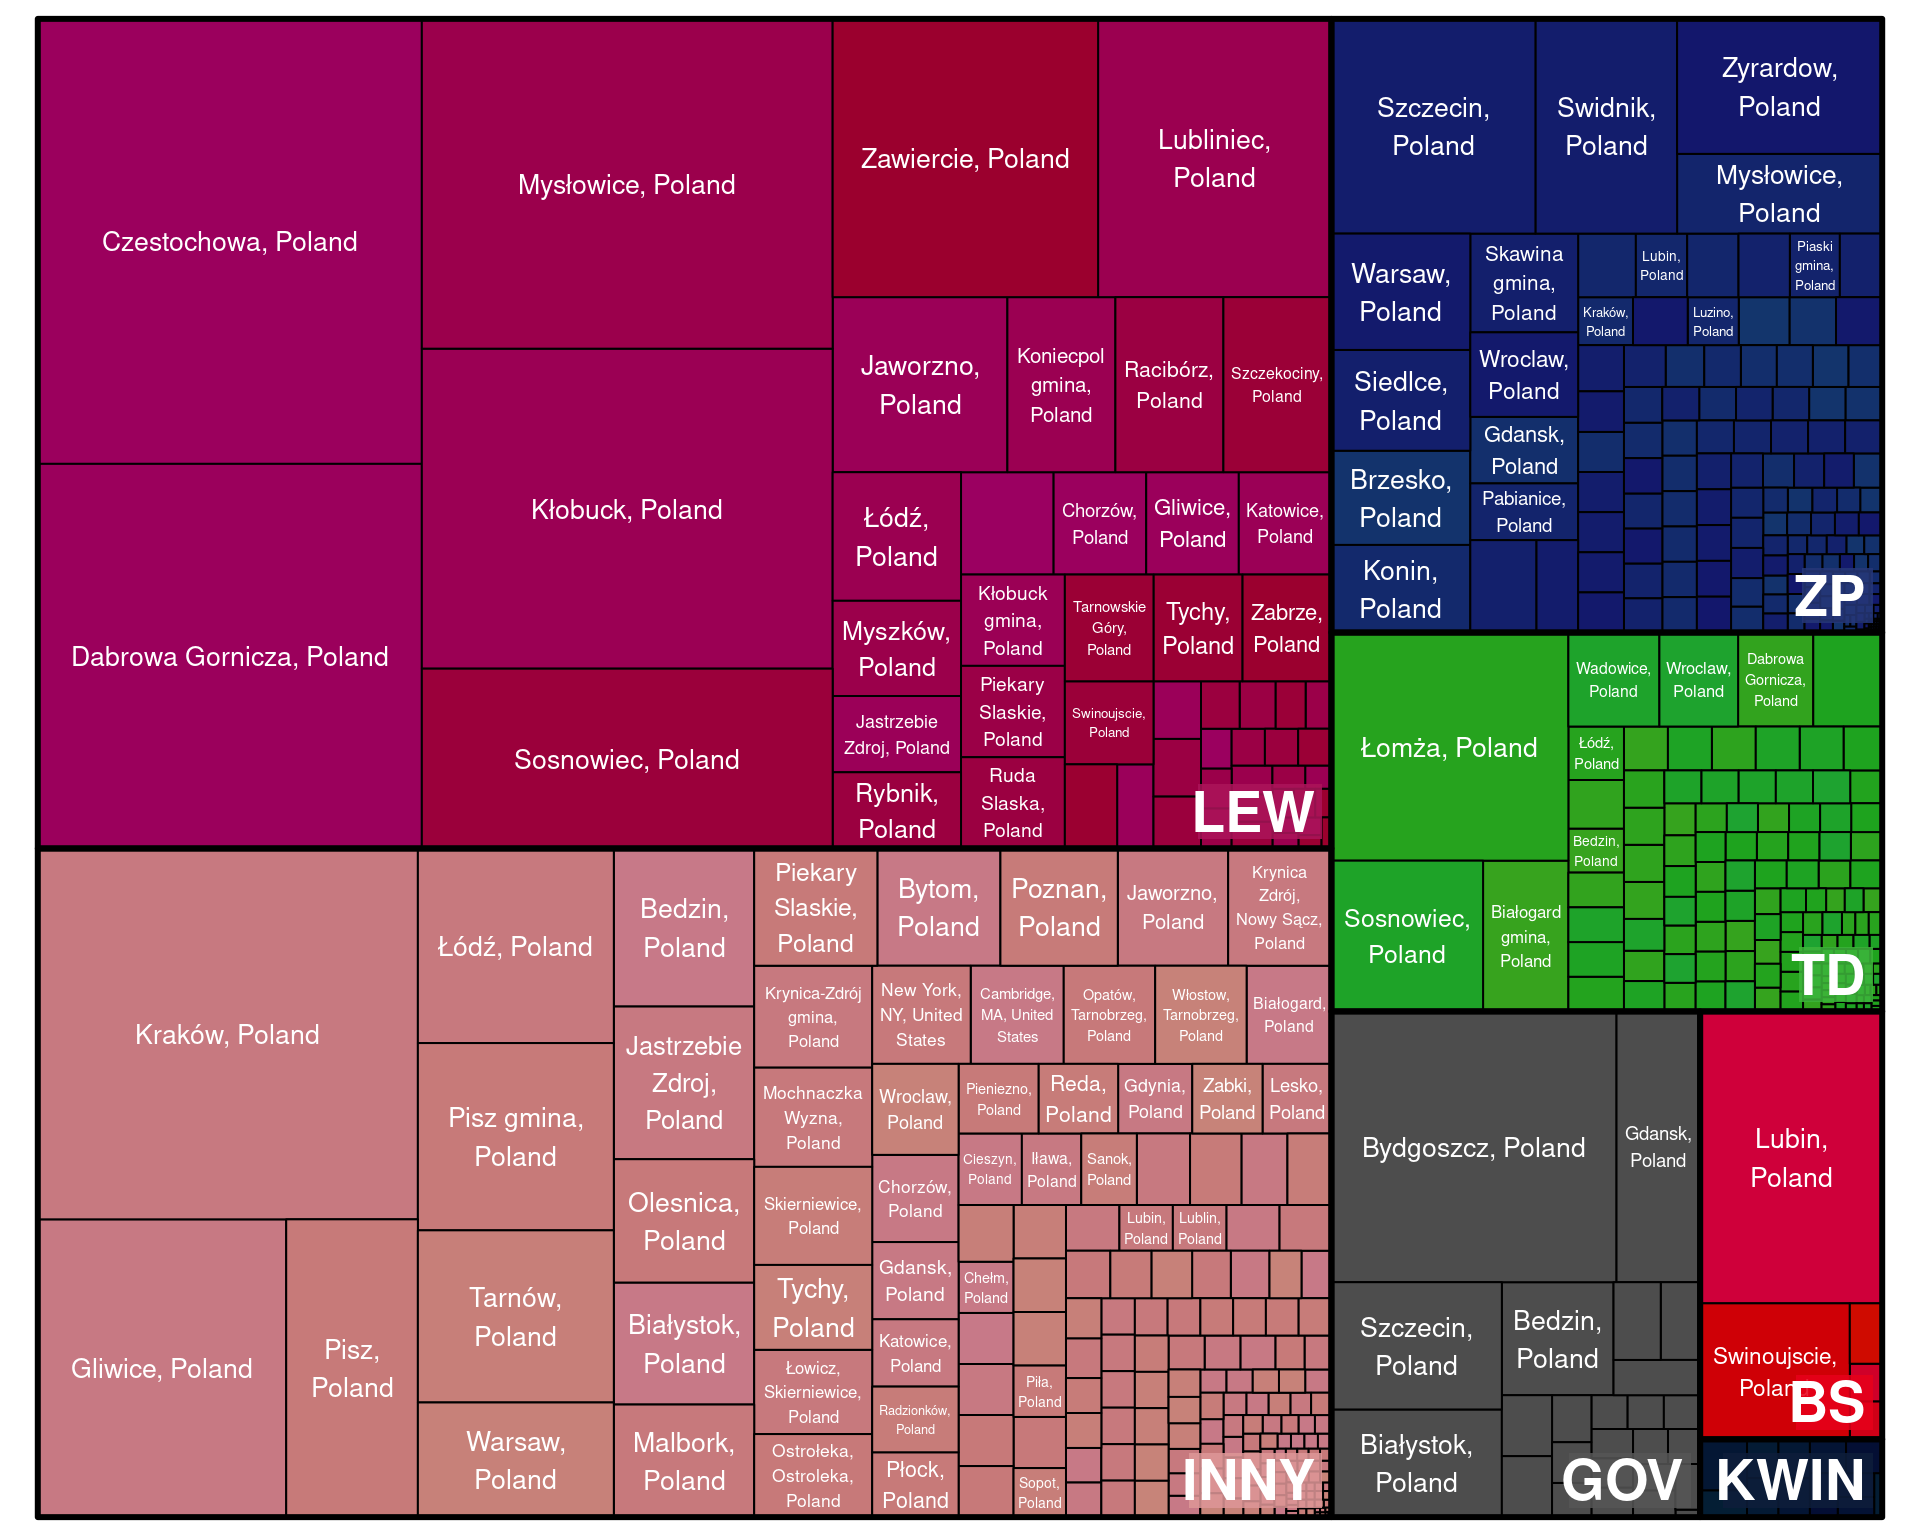 Czestochowa, Poland
Dabrowa Gornicza, Poland
Mysłowice, Poland
Kłobuck, Poland
Sosnowiec, Poland
Zawiercie, Poland
Lubliniec,
Poland
Jaworzno,
Poland
Koniecpol
gmina,
Poland
Racibórz,
Poland
Szczekociny,
Poland
Łódź,
Poland
Myszków,
Poland
Jastrzebie
Zdroj, Poland
Rybnik,
Poland
Chorzów,
Poland
Gliwice,
Poland
Katowice,
Poland
Kłobuck
gmina,
Poland
Piekary
Slaskie,
Poland
Ruda
Slaska,
Poland
Tarnowskie
Góry,
Poland
Tychy,
Poland
Zabrze,
Poland
Swinoujscie,
Poland
LEW
Szczecin,
Poland
Swidnik,
Poland
Zyrardow,
Poland
Mysłowice,
Poland
Warsaw,
Poland
Siedlce,
Poland
Brzesko,
Poland
Konin,
Poland
Skawina
gmina,
Poland
Wroclaw,
Poland
Gdansk,
Poland
Pabianice,
Poland
Lubin,
Poland
Piaski
gmina,
Poland
Kraków,
Poland
Luzino,
Poland
ZP
Łomża, Poland
Sosnowiec,
Poland
Białogard
gmina,
Poland
Wadowice,
Poland
Wroclaw,
Poland
Dabrowa
Gornicza,
Poland
Łódź,
Poland
Bedzin,
Poland
TD
Kraków, Poland
Gliwice, Poland
Pisz,
Poland
Łódź, Poland
Pisz gmina,
Poland
Tarnów,
Poland
Warsaw,
Poland
Bedzin,
Poland
Jastrzebie
Zdroj,
Poland
Olesnica,
Poland
Białystok,
Poland
Malbork,
Poland
Piekary
Slaskie,
Poland
Bytom,
Poland
Poznan,
Poland
Jaworzno,
Poland
Krynica
Zdrój,
Nowy Sącz,
Poland
Krynica-Zdrój
gmina,
Poland
Mochnaczka
Wyzna,
Poland
Skierniewice,
Poland
Tychy,
Poland
Łowicz,
Skierniewice,
Poland
Ostrołeka,
Ostroleka,
Poland
New York,
NY, United
States
Cambridge,
MA, United
States
Opatów,
Tarnobrzeg,
Poland
Włostow,
Tarnobrzeg,
Poland
Białogard,
Poland
Wroclaw,
Poland
Chorzów,
Poland
Gdansk,
Poland
Katowice,
Poland
Radzionków,
Poland
Płock,
Poland
Pieniezno,
Poland
Reda,
Poland
Gdynia,
Poland
Zabki,
Poland
Lesko,
Poland
Cieszyn,
Poland
Iława,
Poland
Sanok,
Poland
Lubin,
Poland
Lublin,
Poland
Chełm,
Poland
Piła,
Poland
Sopot,
Poland
INNY
Bydgoszcz, Poland
Gdansk,
Poland
Szczecin,
Poland
Białystok,
Poland
Bedzin,
Poland
GOV
Lubin,
Poland
Swinoujscie,
Poland
BS
KWIN